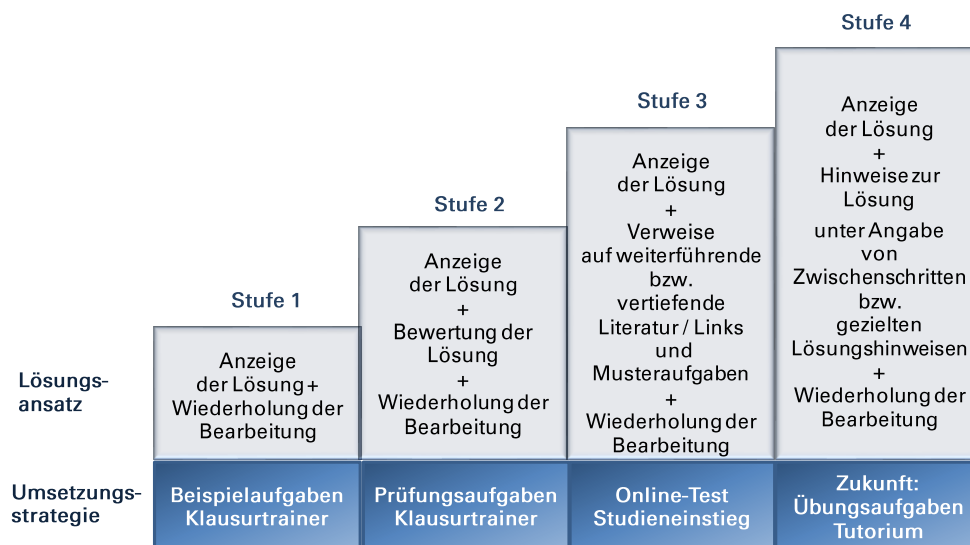 Stufe 1
Anzeige
der Lösung +
Wiederholung der
Bearbeitung
Stufe 2
Anzeige
der Lösung
+
Bewertung der
Lösung
+
Wiederholung der
Bearbeitung
Stufe 3
Anzeige
der Lösung
+
Verweise
auf weiterführende
bzw.
vertiefende
Literatur / Links
und
Musteraufgaben
+
Wiederholung der
Bearbeitung
Stufe 4
Anzeige
der Lösung
+
Hinweise zur
Lösung
unter Angabe
von
Zwischenschritten
bzw.
gezielten
Lösungshinweisen
+
Wiederholung der
Bearbeitung
Lösungs-
ansatz
Umsetzungs-
strategie
Beispielaufgaben
Klausurtrainer
Prüfungsaufgaben
Klausurtrainer
Online-Test
Studieneinstieg
Zukunft:
Übungsaufgaben
Tutorium